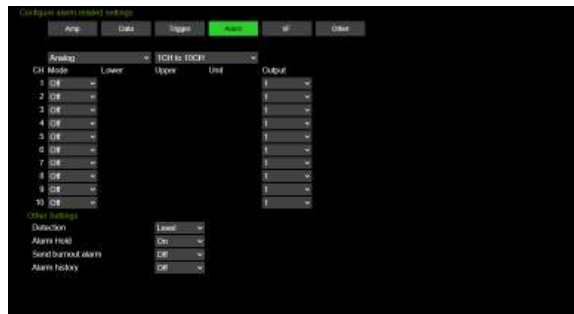 Configure alarm-related settings
Amp Data Trigger Alarm I/F Other
Analog 1CH to 10CH
CH Mode Lower Upper Unit Output
1 Off 1
2 Off 1
3 Off 1
4 Off 1
5 Off 1
6 Off 1
7 Off 1
8 Off 1
9 Off 1
10 Off 1
Other Settings
Detection Level
Alarm Hold On
Send burnout alarm Off
Alarm history Off